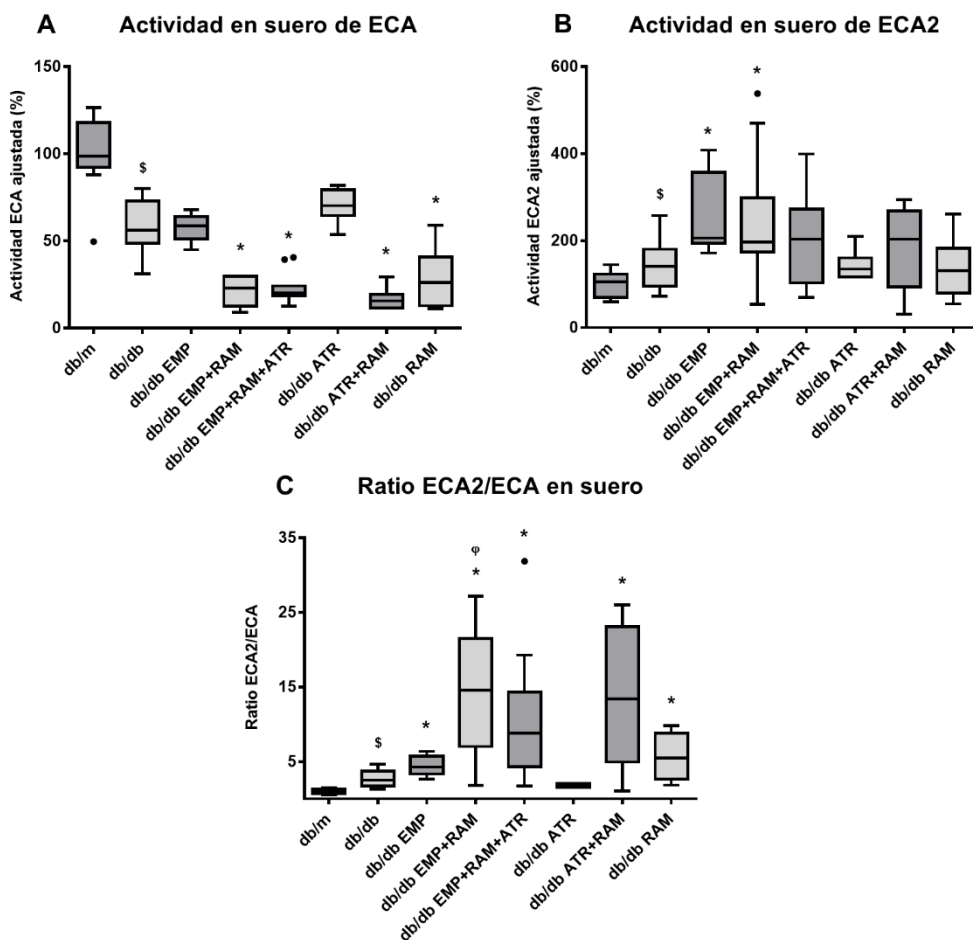 A Actividad en suero de ECA
Actividad ECA ajustada (%)
150
100
50
0
$
*
*
*
*
db/m
db/db
db/db EMP
db/db EMP+RAM
db/db EMP+RAM+ATR
db/db ATR
db/db ATR+RAM
db/db RAM
B Actividad en suero de ECA2
Actividad ECA2 ajustada (%)
600
400
200
0
$
*
*
db/m
db/db
db/db EMP
db/db EMP+RAM
db/db EMP+RAM+ATR
db/db ATR
db/db ATR+RAM
db/db RAM
C Ratio ECA2/ECA en suero
Ratio ECA2/ECA
35
25
15
5
$
*
φ
*
*
*
*
db/m
db/db
db/db EMP
db/db EMP+RAM
db/db EMP+RAM+ATR
db/db ATR
db/db ATR+RAM
db/db RAM